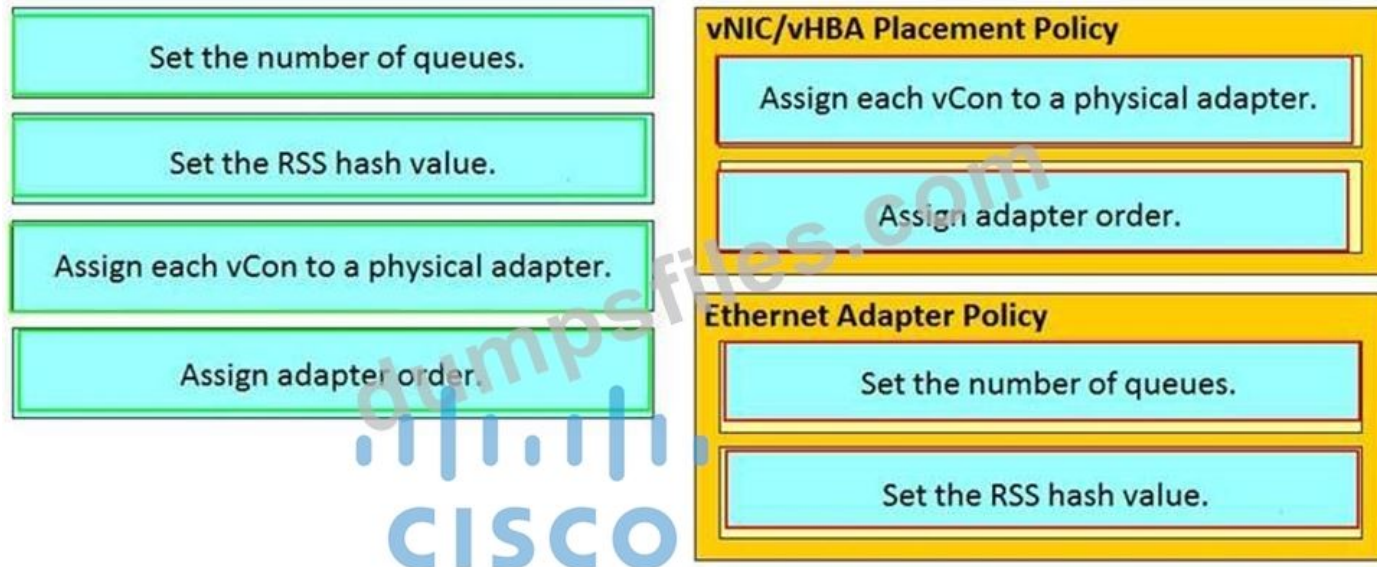 Set the number of queues.
Set the RSS hash value.
Assign each vCon to a physical adapter.
Assign adapter order.
vNIC/vHBA Placement Policy
Assign each vCon to a physical adapter.
Assign adapter order.
Ethernet Adapter Policy
Set the number of queues.
Set the RSS hash value.
dumpsfiles.com
CISCO